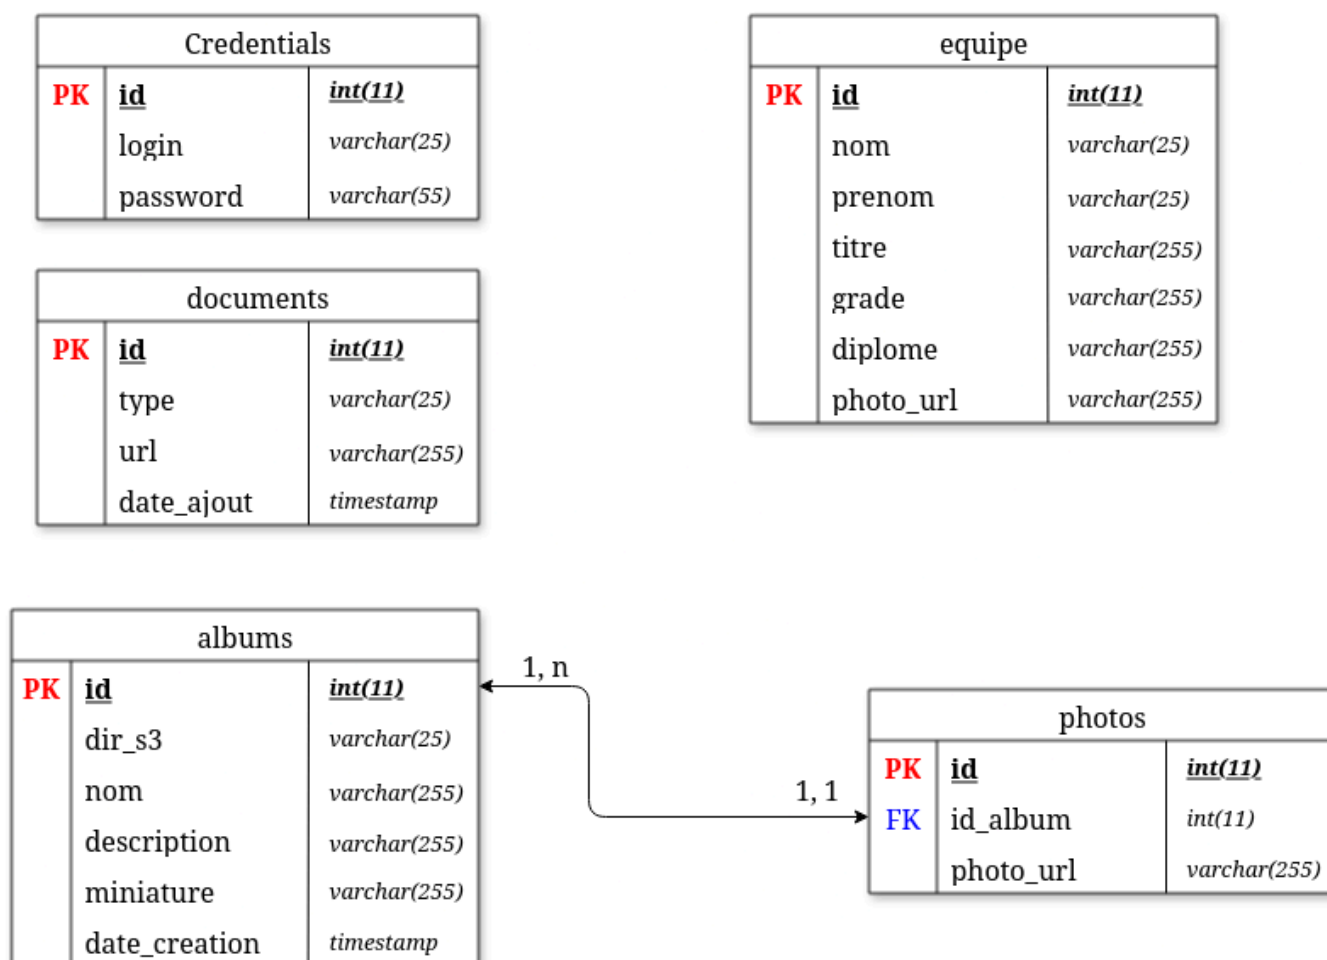 Credentials
PK id int(11)
login varchar(25)
password varchar(55)
equipe
PK id int(11)
nom varchar(25)
prenom varchar(25)
titre varchar(255)
grade varchar(255)
diplome varchar(255)
photo_url varchar(255)
documents
PK id int(11)
type varchar(25)
url varchar(255)
date_ajout timestamp
albums
PK id int(11)
dir_s3 varchar(25)
nom varchar(255)
description varchar(255)
miniature varchar(255)
date_creation timestamp
1, n
1, 1
photos
PK id int(11)
FK id_album int(11)
photo_url varchar(255)